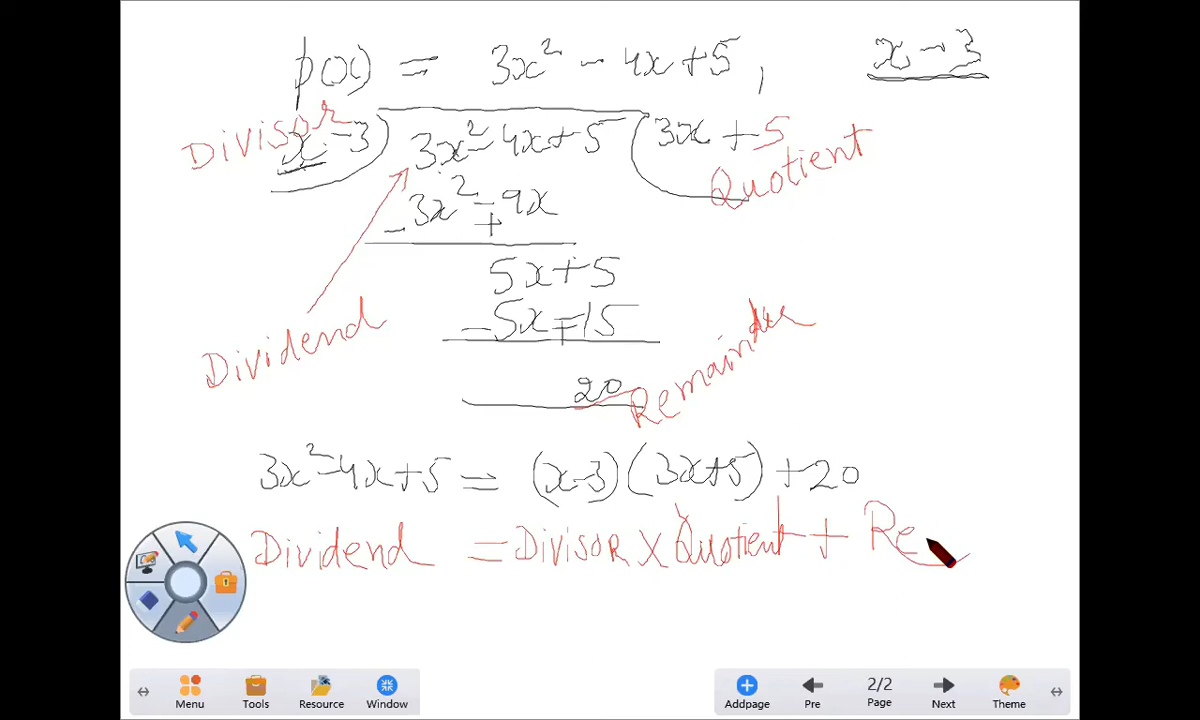 p(x) = 3x² - 4x + 5, x - 3
Divisor
x - 3) 3x² - 4x + 5 (3x + 5
Quotient
3x² - 9x
- +
5x + 5
Dividend
5x - 15
- +
20
Remainder
3x² - 4x + 5 = (x - 3)(3x + 5) + 20
Dividend = Divisor × Quotient + Re
Menu Tools Resource Window
2/2
Addpage Pre Page Next Theme